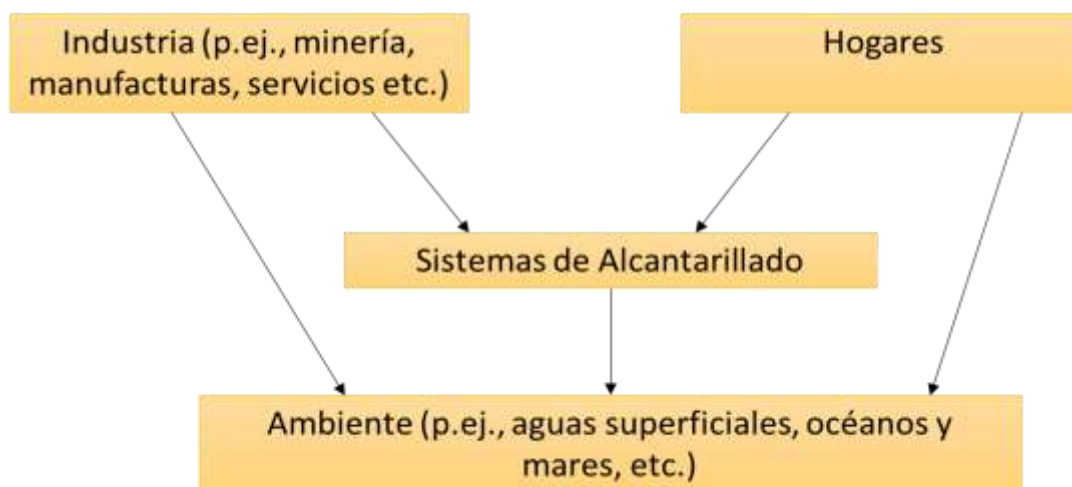 Industria (p.ej., minería,
manufacturas, servicios etc.)
Hogares
Sistemas de Alcantarillado
Ambiente (p.ej., aguas superficiales, océanos y
mares, etc.)